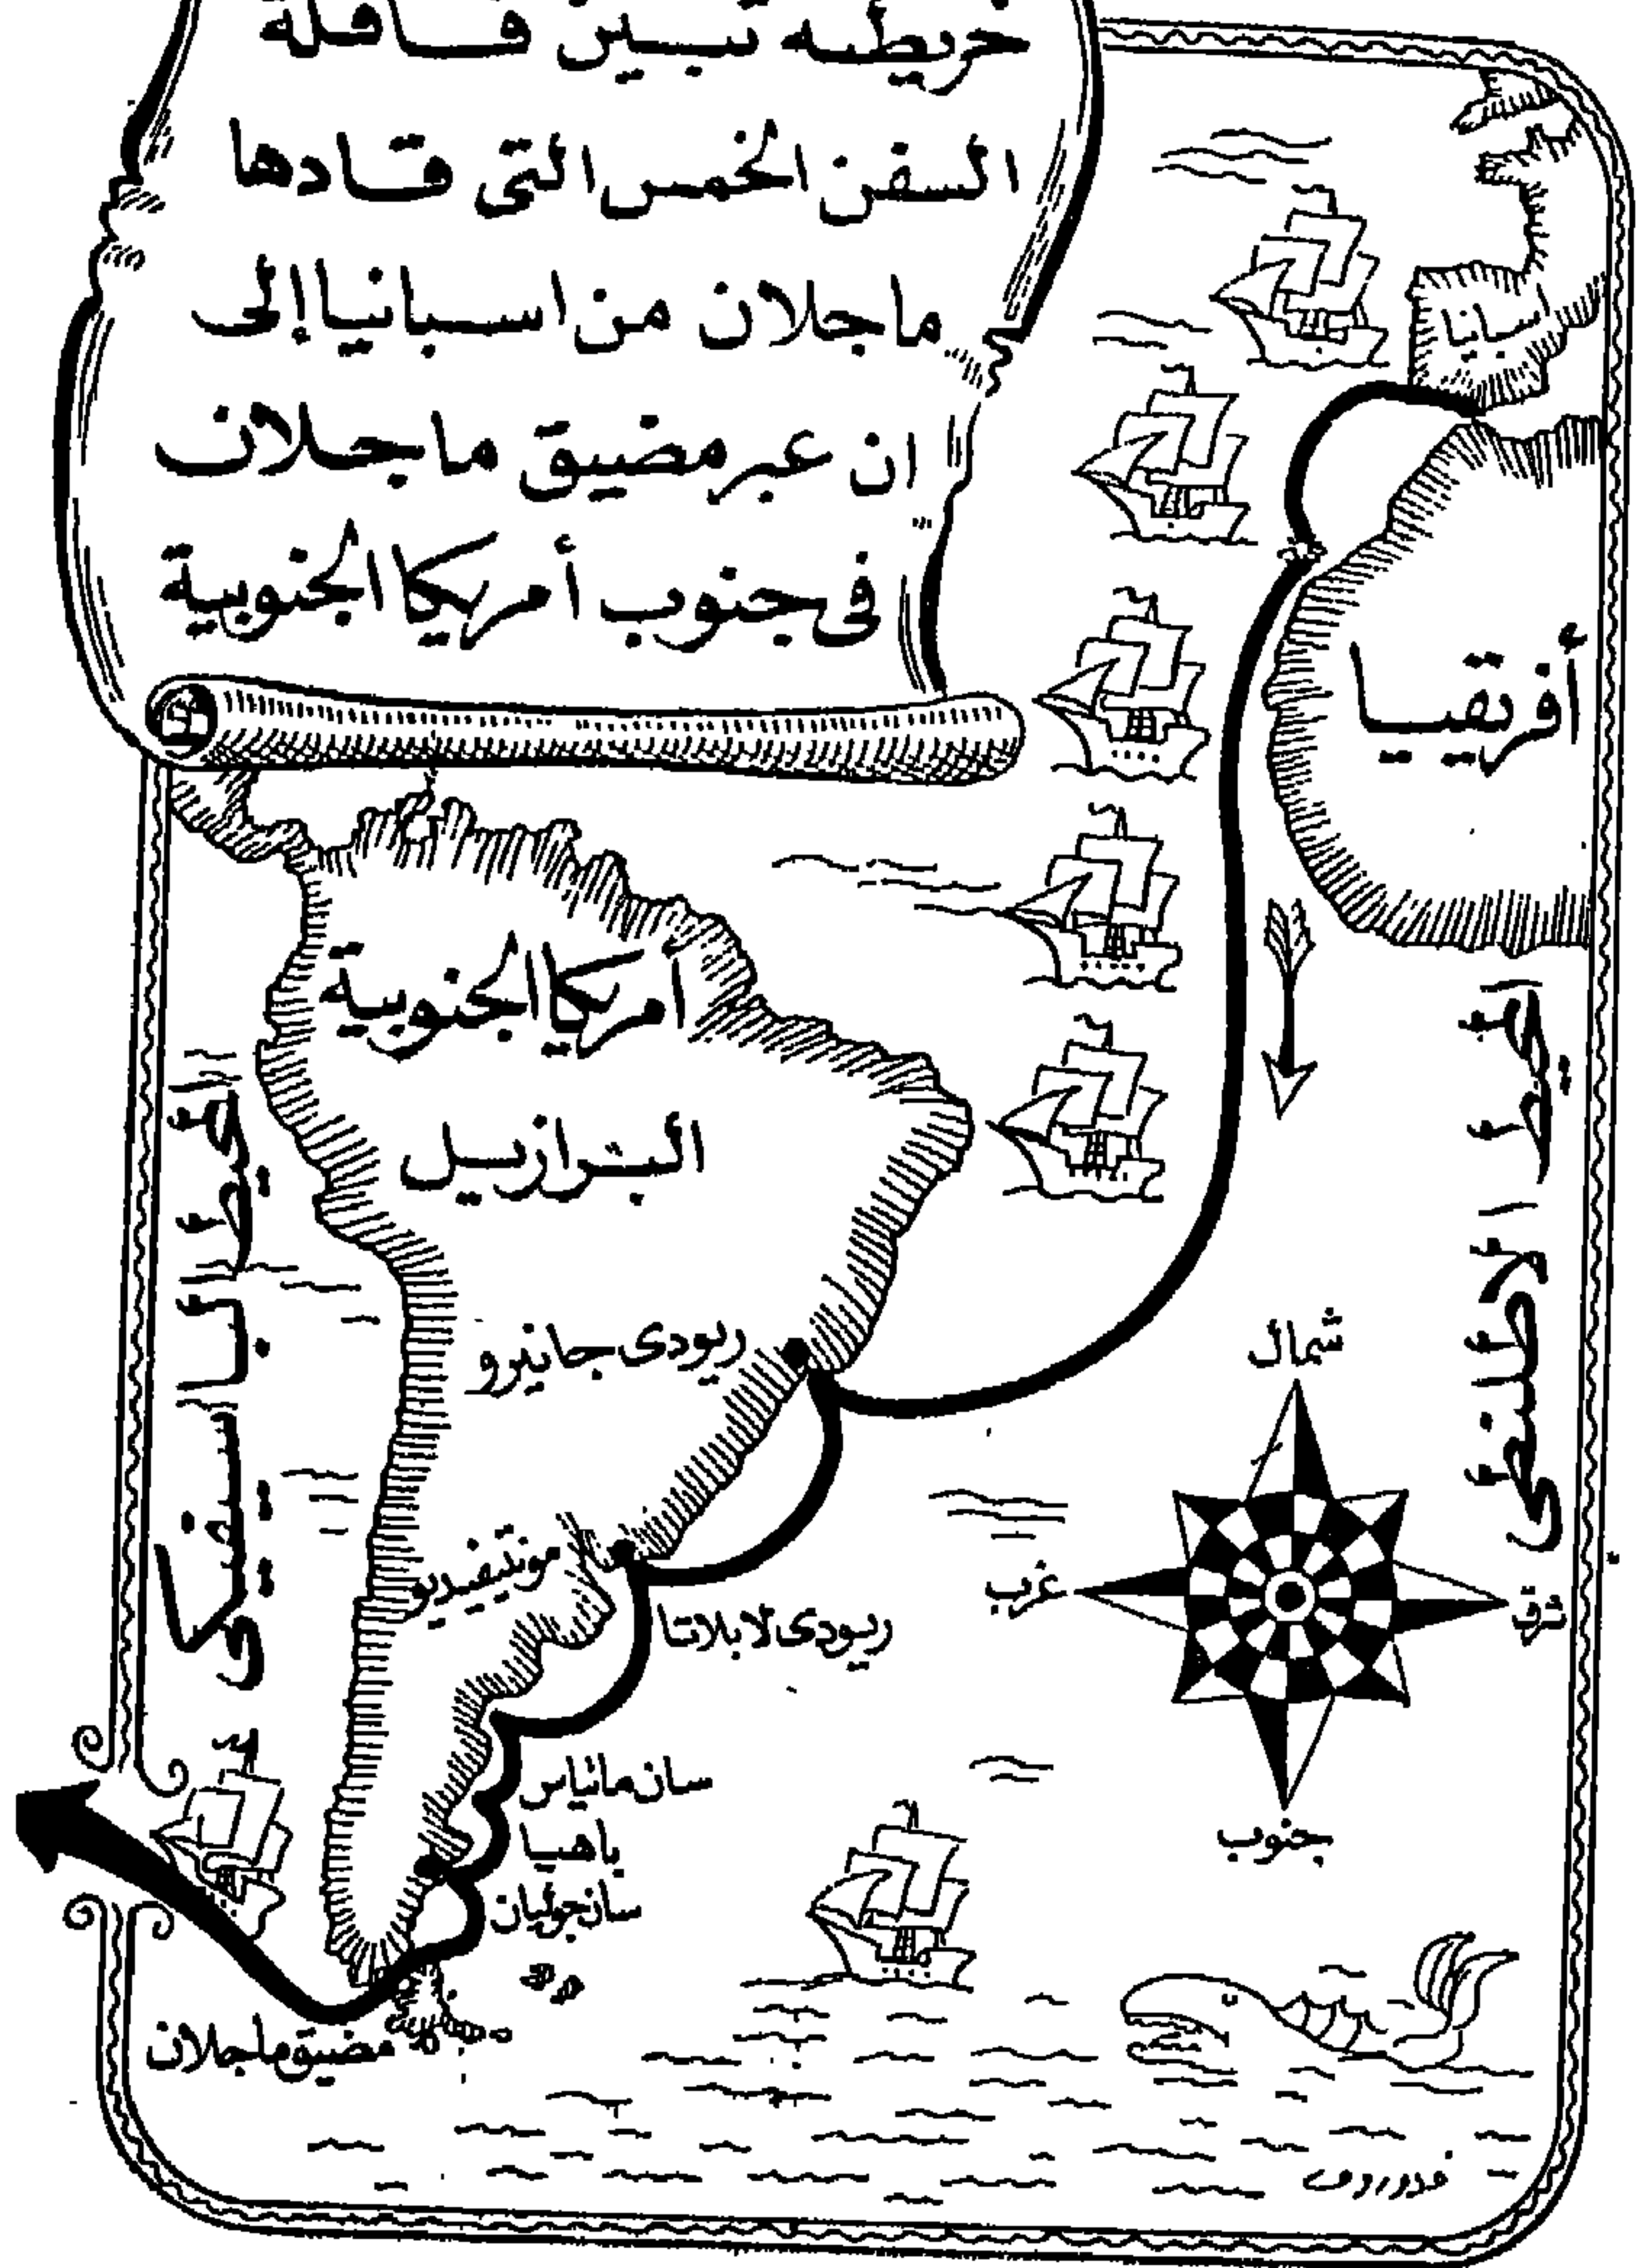 خريطة تبين قافلة
السفن الخمس التى قادها
ماجلان من اسبانيا إلى
ان عبر مضيق ماجلان
فى جنوب أمريكا الجنوبية
أفريقيا
أمريكا الجنوبية
البرازيل
المحيط الاطلنطى
المحيط الباسفيكى
ريودى جانيرو
شمال
غرب
شرق
جنوب
مونتيفيديو
ريودى لابلاتا
سان ماتياس
باهيا
سان جوليان
مضيق ماجلان